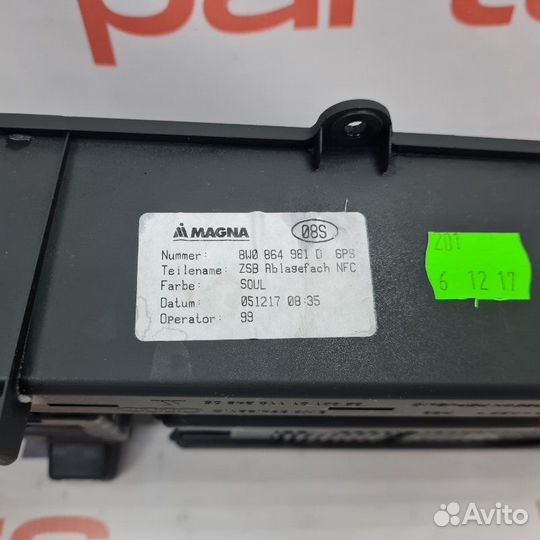 MAGNA
08S
Nummer: 8W0 864 981 D 6PS
Teilename: ZSB Ablagefach NFC
Farbe: SOUL
Datum: 051217 08:35
Operator: 99
201
6 12 17
Avito